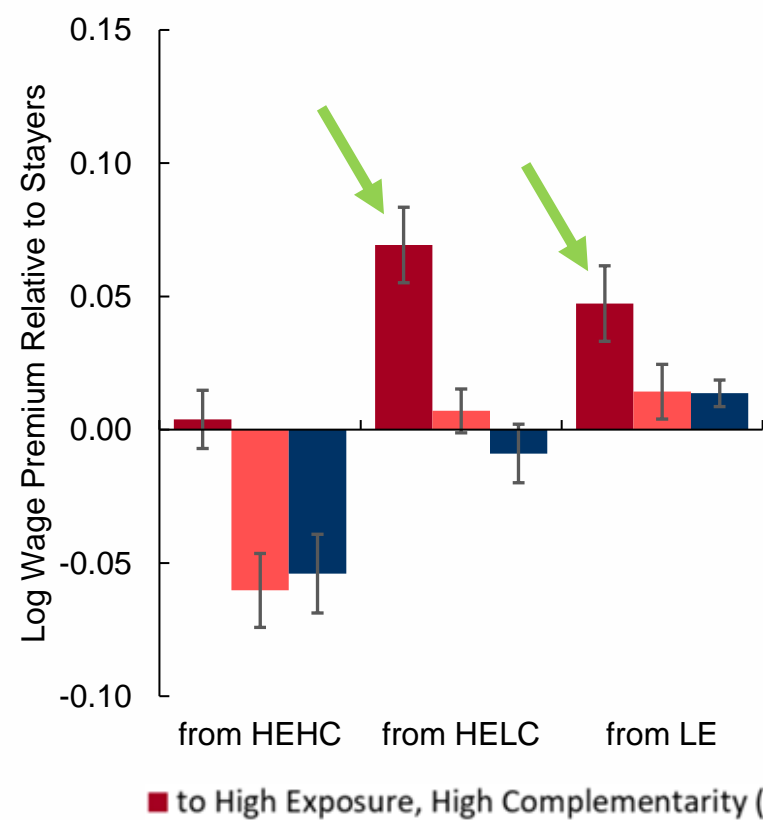 Log Wage Premium Relative to Stayers
0.15
0.10
0.05
0.00
-0.05
-0.10
from HEHC from HELC from LE
to High Exposure, High Complementarity (